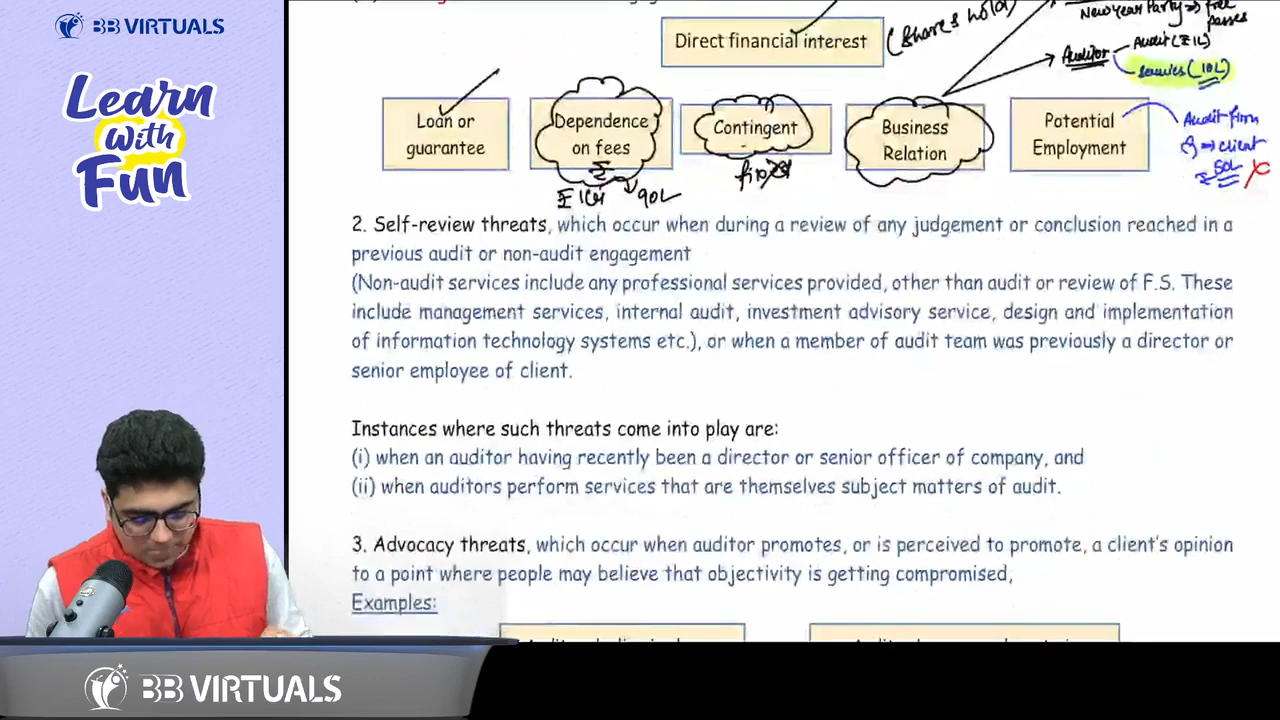 BB VIRTUALS
Learn
With
Fun
Direct financial interest
(Shares hold)
New Year Party ⇒ free
passes
Auditor
Audit (₹1L)
Services (10L)
Loan or
guarantee
Dependence
on fees
Contingent
Business
Relation
Potential
Employment
Audit firm
⇒ client
50L
₹ 1Cr
90L
2. Self-review threats, which occur when during a review of any judgement or conclusion reached in a
previous audit or non-audit engagement
(Non-audit services include any professional services provided, other than audit or review of F.S. These
include management services, internal audit, investment advisory service, design and implementation
of information technology systems etc.), or when a member of audit team was previously a director or
senior employee of client.
Instances where such threats come into play are:
(i) when an auditor having recently been a director or senior officer of company, and
(ii) when auditors perform services that are themselves subject matters of audit.
3. Advocacy threats, which occur when auditor promotes, or is perceived to promote, a client's opinion
to a point where people may believe that objectivity is getting compromised,
Examples:
BB VIRTUALS